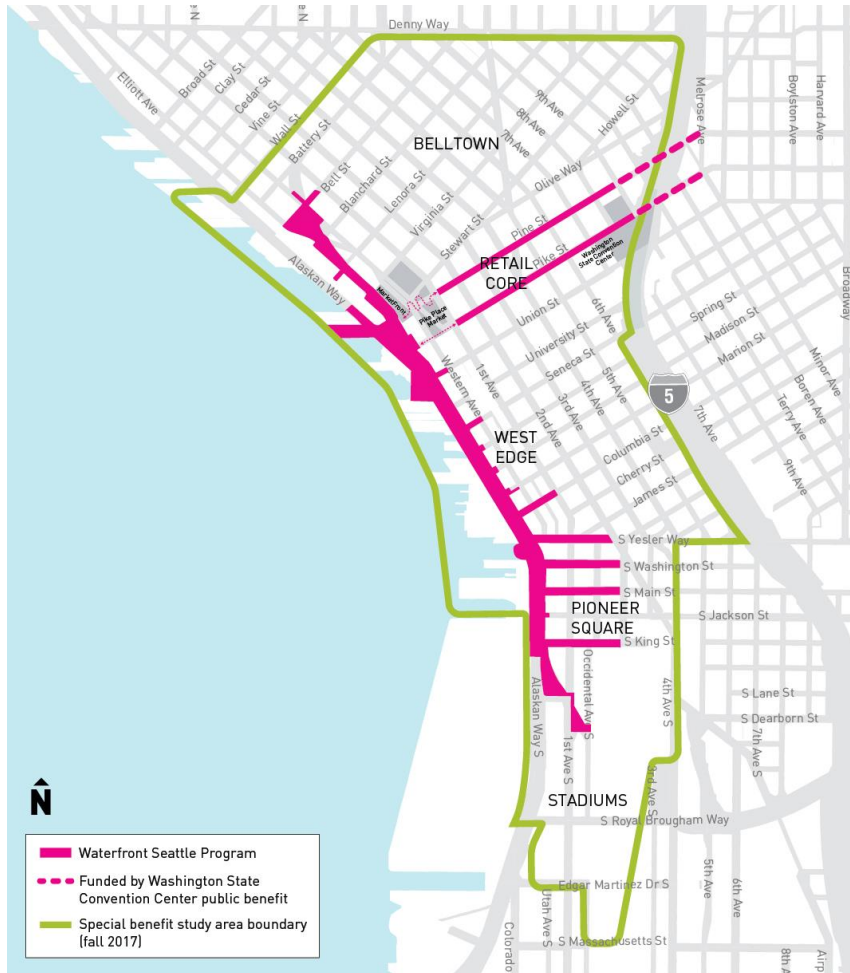 N
N
N
Denny Way
Elliott Ave
Broad St
Clay St
Cedar St
Vine St
Wall St
Battery St
Bell St
Blanchard St
Lenora St
Virginia St
Stewart St
BELLTOWN
9th Ave
8th Ave
7th Ave
Howell St
Olive Way
Melrose Ave
Boylston Ave
Harvard Ave
Pine St
Pike St
RETAIL
CORE
Washington
State Convention
Center
MarketFront
Pike Place
Market
Alaskan Way
Union St
University St
Seneca St
6th Ave
5th Ave
4th Ave
3rd Ave
2nd Ave
1st Ave
Western Ave
Spring St
Madison St
Marion St
Broadway
Minor Ave
Boren Ave
Terry Ave
9th Ave
5
7th Ave
WEST
EDGE
Columbia St
Cherry St
James St
S Yesler Way
S Washington St
S Main St
PIONEER
SQUARE
S Jackson St
S King St
Alaskan Way S
Occidental Ave S
1st Ave S
4th Ave S
S Lane St
S Dearborn St
7th Ave S
3rd Ave S
STADIUMS
S Royal Brougham Way
5th Ave
6th Ave
Edgar Martinez Dr S
Utah Ave S
Colorado
S Massachusetts St
8th A
Airp
N
Waterfront Seattle Program
Funded by Washington State
Convention Center public benefit
Special benefit study area boundary
(fall 2017)